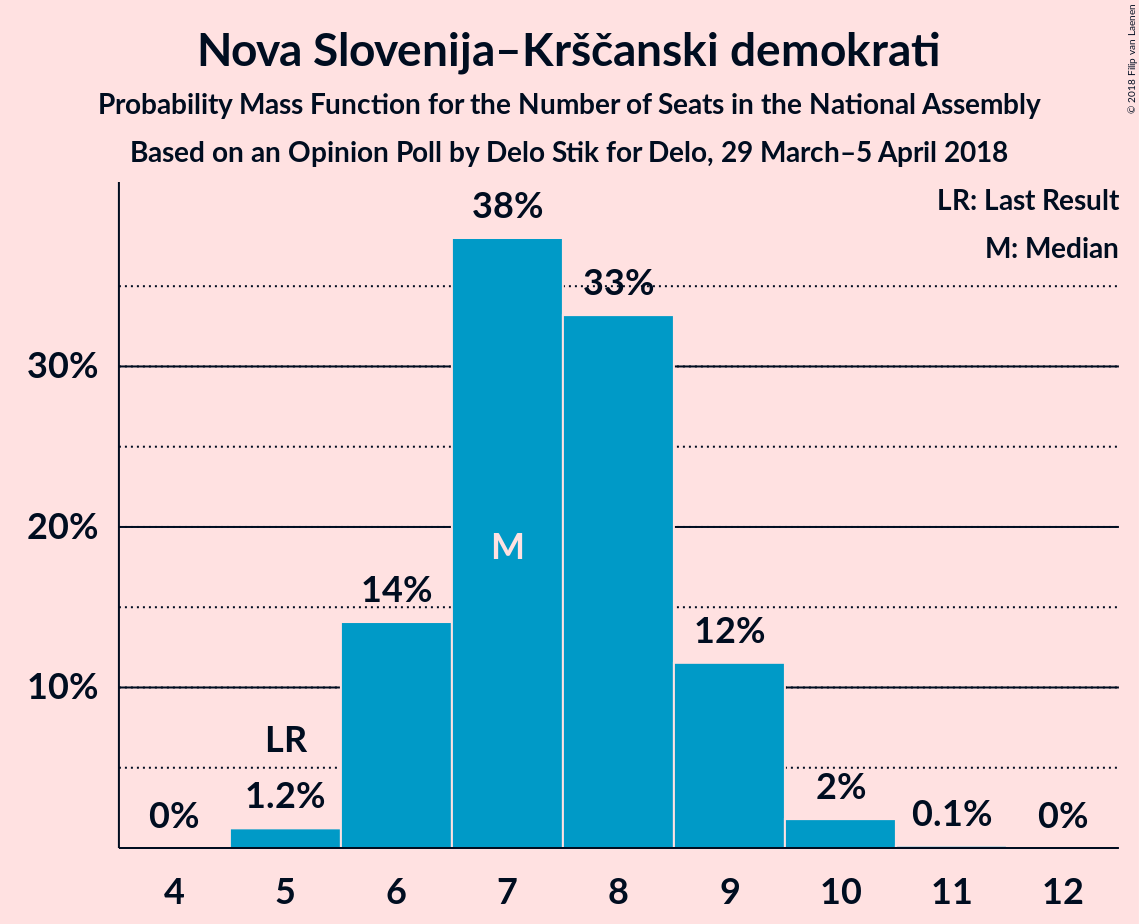 Nova Slovenija–Krščanski demokrati
Probability Mass Function for the Number of Seats in the National Assembly
Based on an Opinion Poll by Delo Stik for Delo, 29 March–5 April 2018
© 2018 Filip van Laenen
LR: Last Result
M: Median
38%
33%
30%
20%
M
14%
12%
10%
LR
0%
1.2%
2%
0.1%
0%
4 5 6 7 8 9 10 11 12